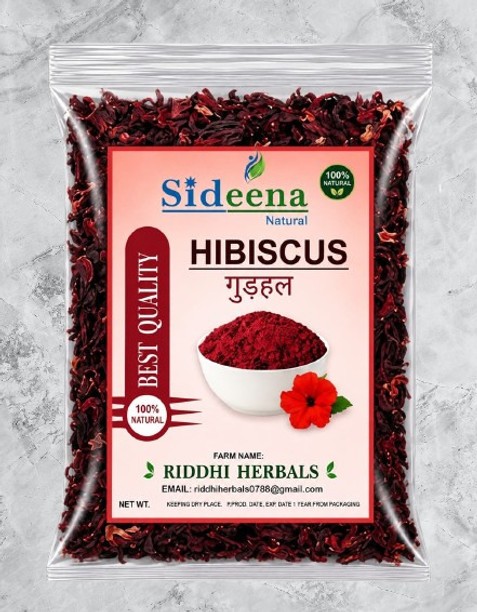 Sideena
Natural
100%
NATURAL
HIBISCUS
गुड़हल
BEST QUALITY
100%
NATURAL
FARM NAME:
RIDDHI HERBALS
EMAIL: riddhiherbals0788@gmail.com
NET WT. KEEPING DRY PLACE. P.PROD. DATE, EXP. DATE 1 YEAR FROM PACKAGING